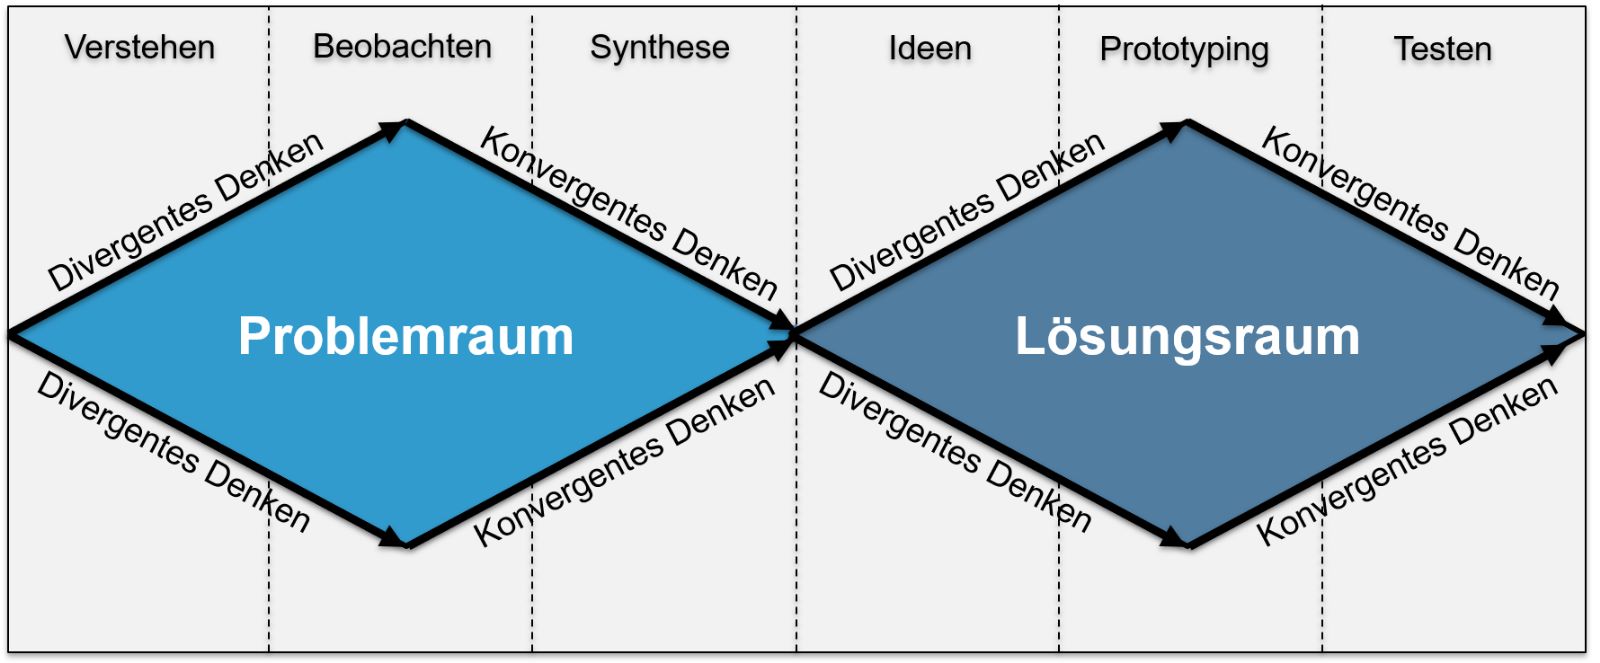 Verstehen
Beobachten
Synthese
Ideen
Prototyping
Testen
Divergentes Denken
Konvergentes Denken
Divergentes Denken
Konvergentes Denken
Problemraum
Lösungsraum
Divergentes Denken
Konvergentes Denken
Divergentes Denken
Konvergentes Denken